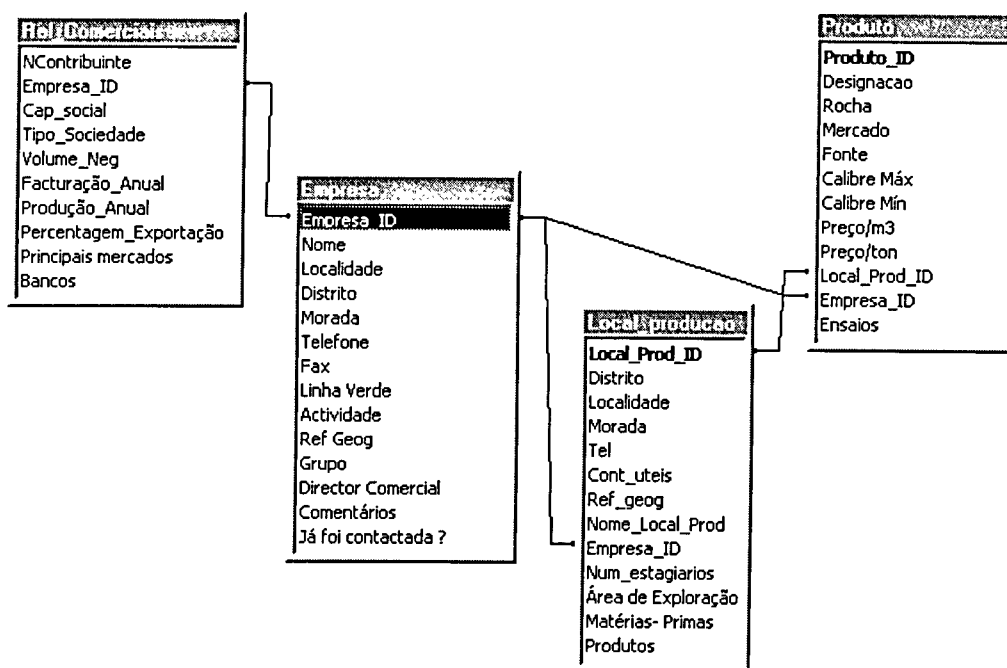 Rel. Comerciais
NContribuinte
Empresa_ID
Cap_social
Tipo_Sociedade
Volume_Neg
Facturação_Anual
Produção_Anual
Percentagem_Exportação
Principais mercados
Bancos
Empresa
Empresa_ID
Nome
Localidade
Distrito
Morada
Telefone
Fax
Linha Verde
Actividade
Ref Geog
Grupo
Director Comercial
Comentários
Já foi contactada ?
Local_producao
Local_Prod_ID
Distrito
Localidade
Morada
Tel
Cont_uteis
Ref_geog
Nome_Local_Prod
Empresa_ID
Num_estagiarios
Área de Exploração
Matérias- Primas
Produtos
Produto
Produto_ID
Designacao
Rocha
Mercado
Fonte
Calibre Máx
Calibre Mín
Preço/m3
Preço/ton
Local_Prod_ID
Empresa_ID
Ensaios